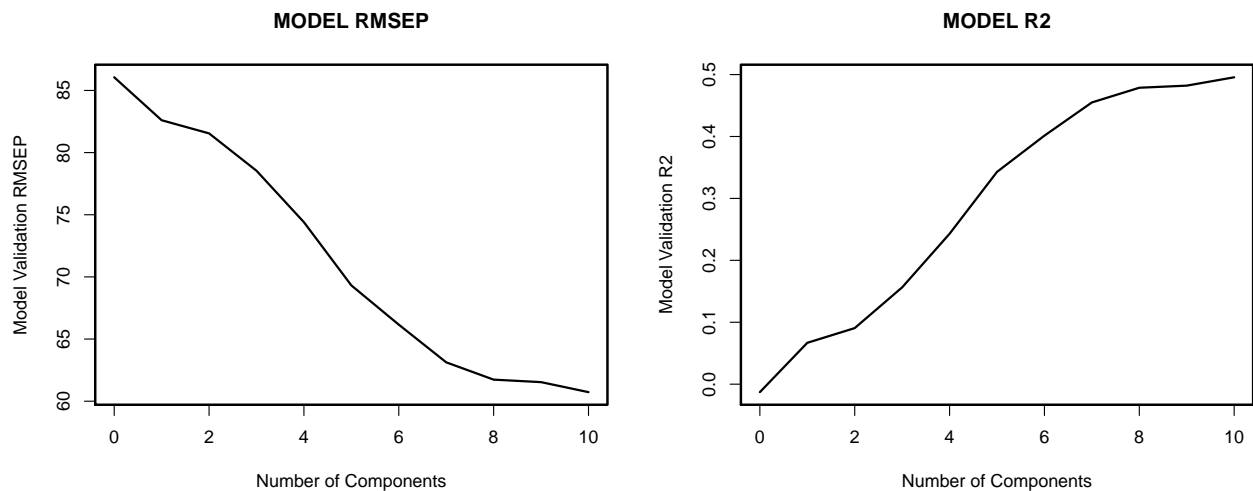 MODEL RMSEP
Model Validation RMSEP
85
80
75
70
65
60
0 2 4 6 8 10
Number of Components
MODEL R2
Model Validation R2
0.5
0.4
0.3
0.2
0.1
0.0
0 2 4 6 8 10
Number of Components